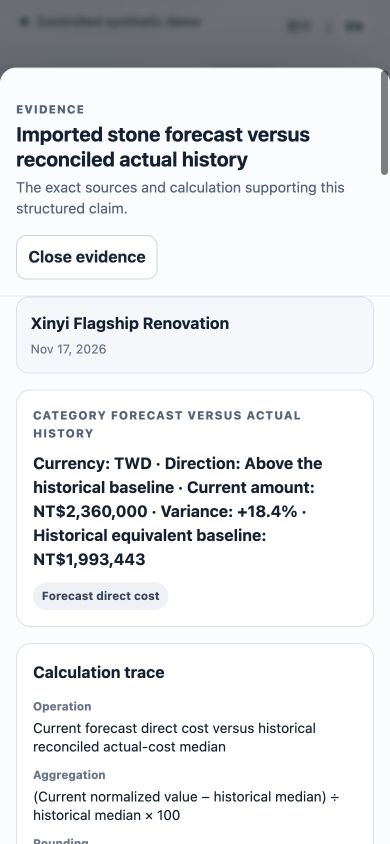 EVIDENCE
Imported stone forecast versus
reconciled actual history
The exact sources and calculation supporting this
structured claim.
Close evidence
Xinyi Flagship Renovation
Nov 17, 2026
CATEGORY FORECAST VERSUS ACTUAL
HISTORY
Currency: TWD · Direction: Above the
historical baseline · Current amount:
NT$2,360,000 · Variance: +18.4% ·
Historical equivalent baseline:
NT$1,993,443
Forecast direct cost
Calculation trace
Operation
Current forecast direct cost versus historical
reconciled actual-cost median
Aggregation
(Current normalized value − historical median) ÷
historical median × 100